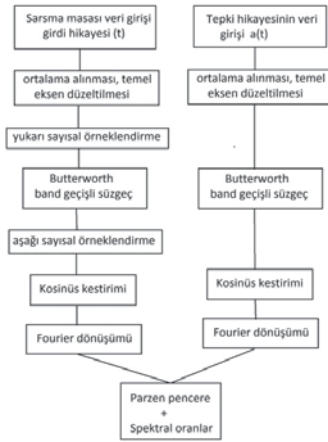 Sarsma masası veri girişi
girdi hikayesi (t)
ortalama alınması, temel
eksen düzeltilmesi
yukarı sayısal örneklendirme
Butterworth
band geçişli süzgeç
aşağı sayısal örneklendirme
Kosinüs kestirimi
Fourier dönüşümü
Tepki hikayesinin veri
girişi a(t)
ortalama alınması, temel
eksen düzeltilmesi
Butterworth
band geçişli süzgeç
Kosinüs kestirimi
Fourier dönüşümü
Parzen pencere
+
Spektral oranlar